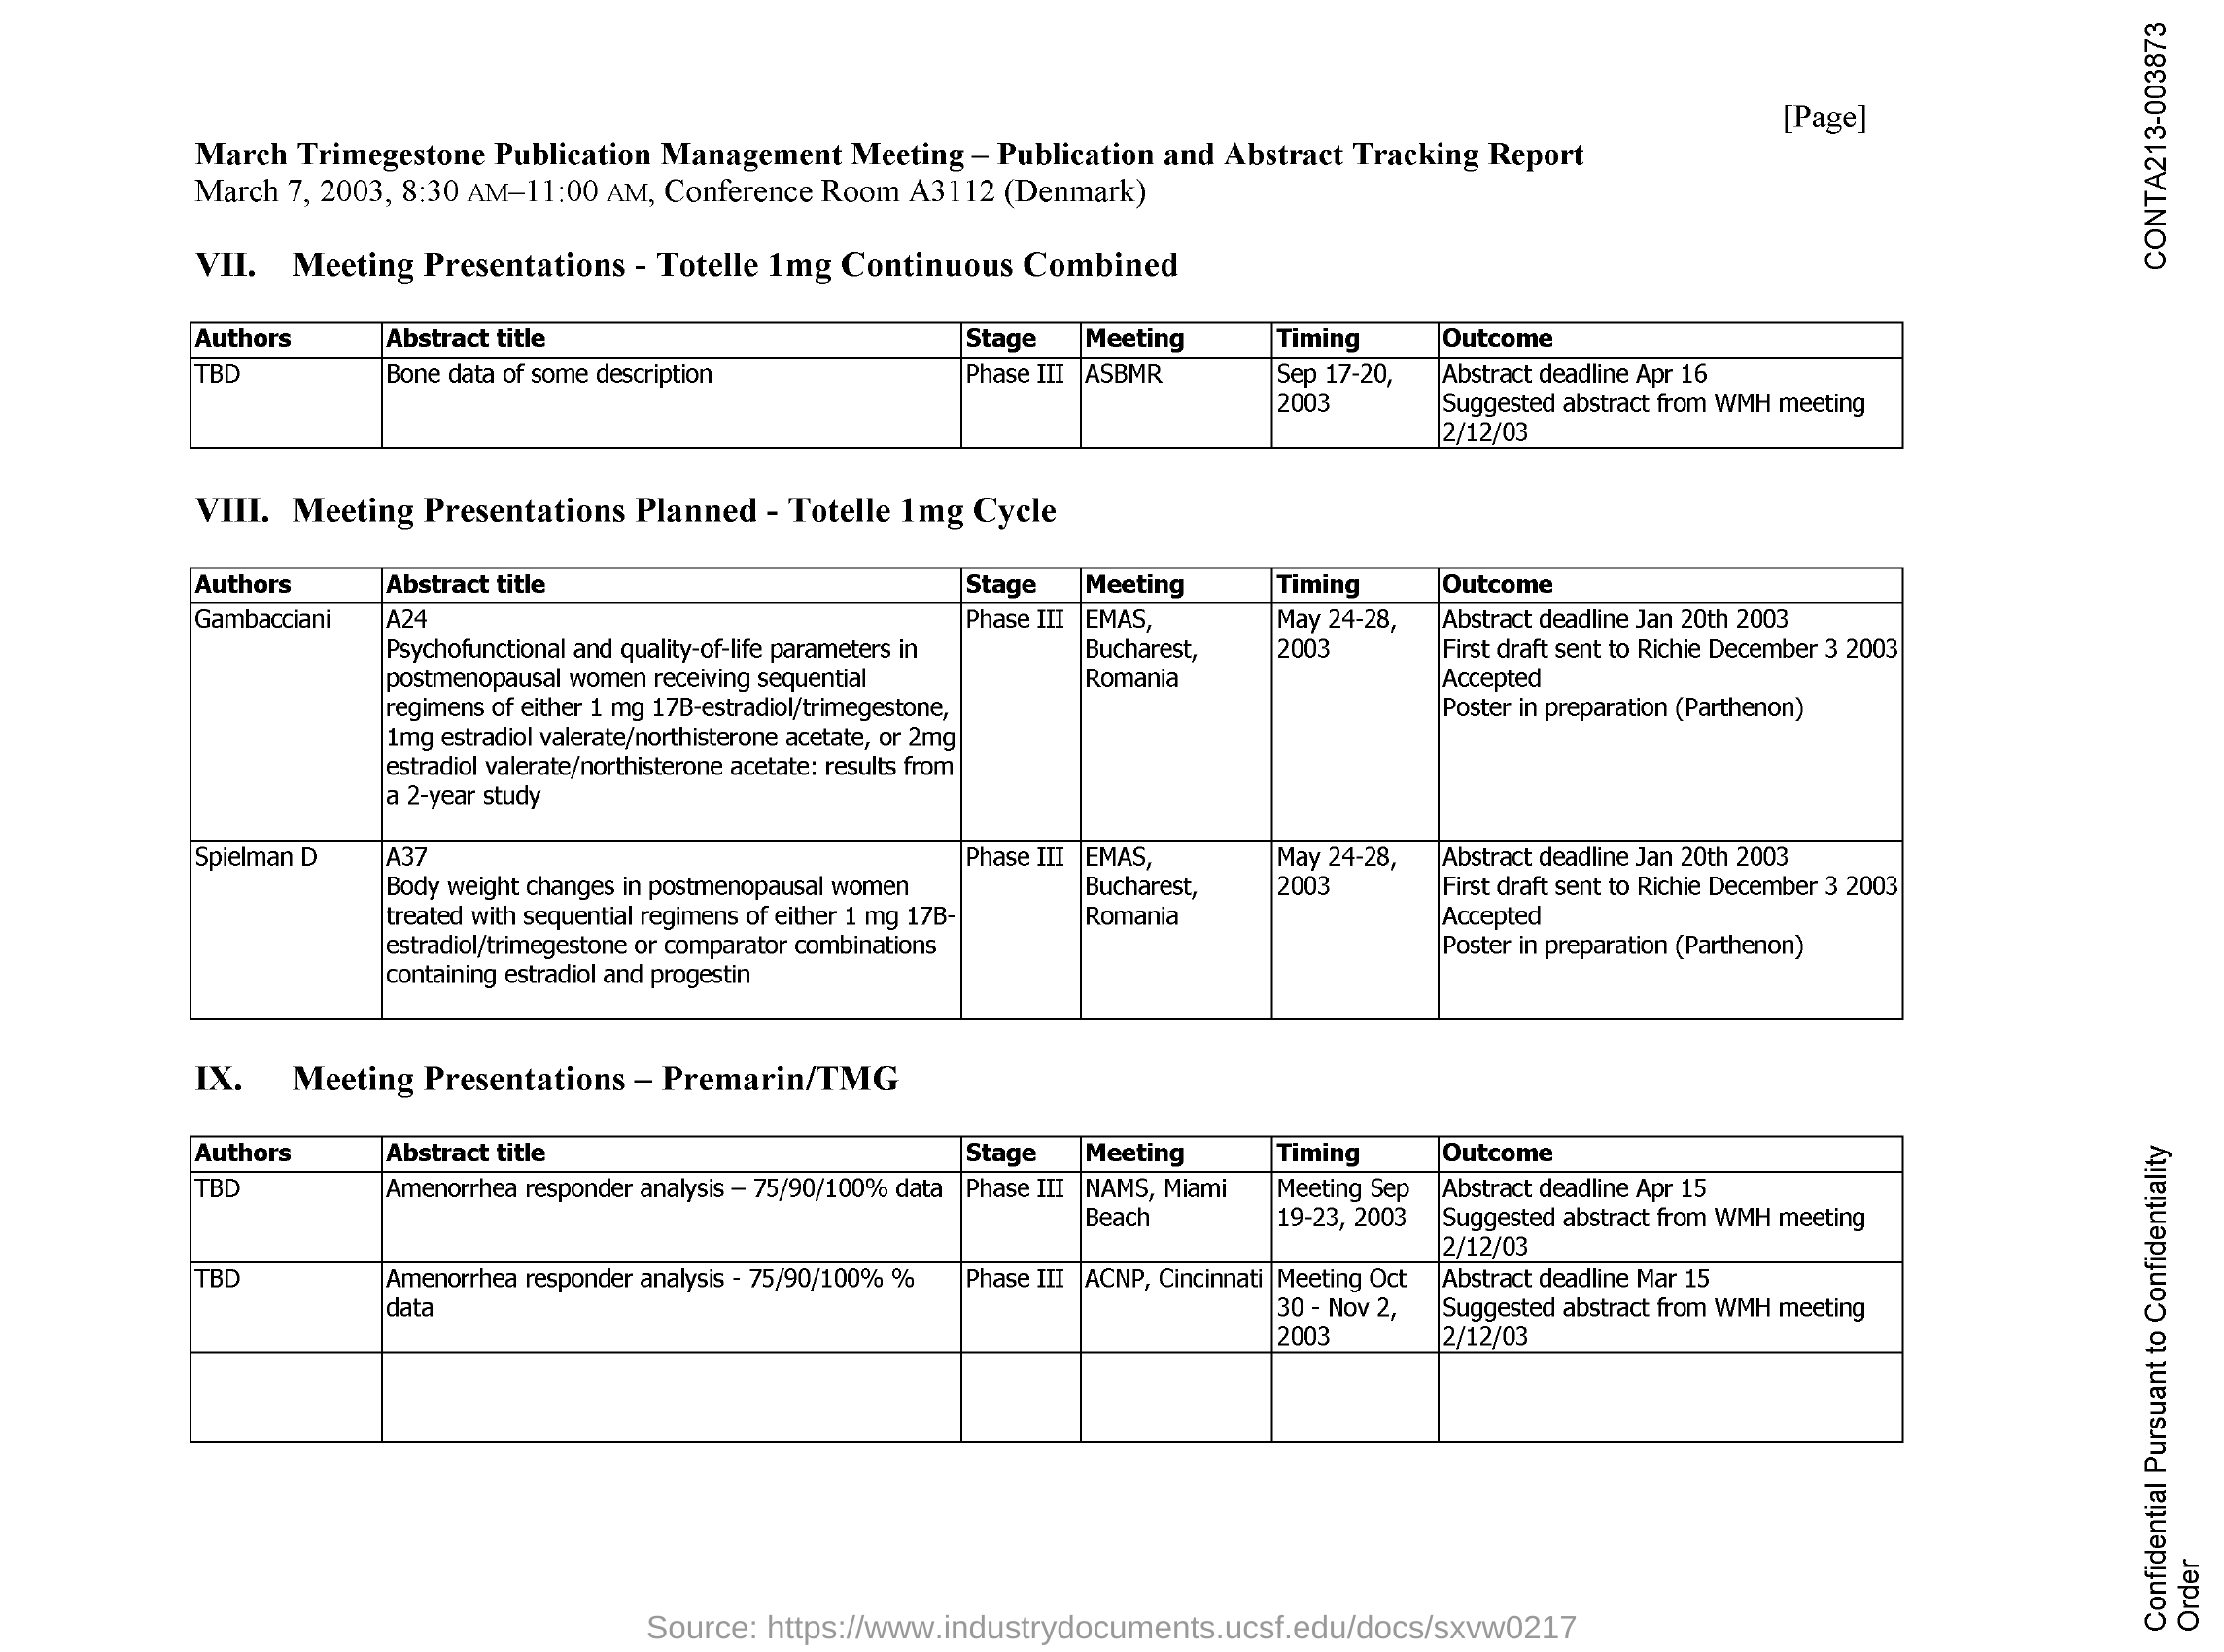 CONTA213-003873
[Page]
March Trimegestone Publication Management Meeting – Publication and Abstract Tracking Report
March 7, 2003, 8:30 AM–11:00 AM, Conference Room A3112 (Denmark)
VII. Meeting Presentations - Totelle 1mg Continuous Combined
Authors Abstract title Stage Meeting Timing Outcome
TBD Bone data of some description Phase III ASBMR Sep 17-20, Abstract deadline Apr 16
2003 Suggested abstract from WMH meeting
2/12/03
VIII. Meeting Presentations Planned - Totelle 1mg Cycle
Authors Abstract title Stage Meeting Timing Outcome
Gambacciani A24 Phase III EMAS, May 24-28, Abstract deadline Jan 20th 2003
Psychofunctional and quality-of-life parameters in Bucharest, 2003 First draft sent to Richie December 3 2003
postmenopausal women receiving sequential Romania Accepted
regimens of either 1 mg 17B-estradiol/trimegestone, Poster in preparation (Parthenon)
1mg estradiol valerate/northisterone acetate, or 2mg
estradiol valerate/northisterone acetate: results from
a 2-year study
Spielman D A37 Phase III EMAS, May 24-28, Abstract deadline Jan 20th 2003
Body weight changes in postmenopausal women Bucharest, 2003 First draft sent to Richie December 3 2003
treated with sequential regimens of either 1 mg 17B- Romania Accepted
estradiol/trimegestone or comparator combinations Poster in preparation (Parthenon)
containing estradiol and progestin
IX. Meeting Presentations – Premarin/TMG
Authors Abstract title Stage Meeting Timing Outcome
TBD Amenorrhea responder analysis – 75/90/100% data Phase III NAMS, Miami Meeting Sep Abstract deadline Apr 15
Beach 19-23, 2003 Suggested abstract from WMH meeting
2/12/03
TBD Amenorrhea responder analysis - 75/90/100% % Phase III ACNP, Cincinnati Meeting Oct Abstract deadline Mar 15
data 30 - Nov 2, Suggested abstract from WMH meeting
2003 2/12/03
Confidential Pursuant to Confidentiality
Order
Source: https://www.industrydocuments.ucsf.edu/docs/sxvw0217